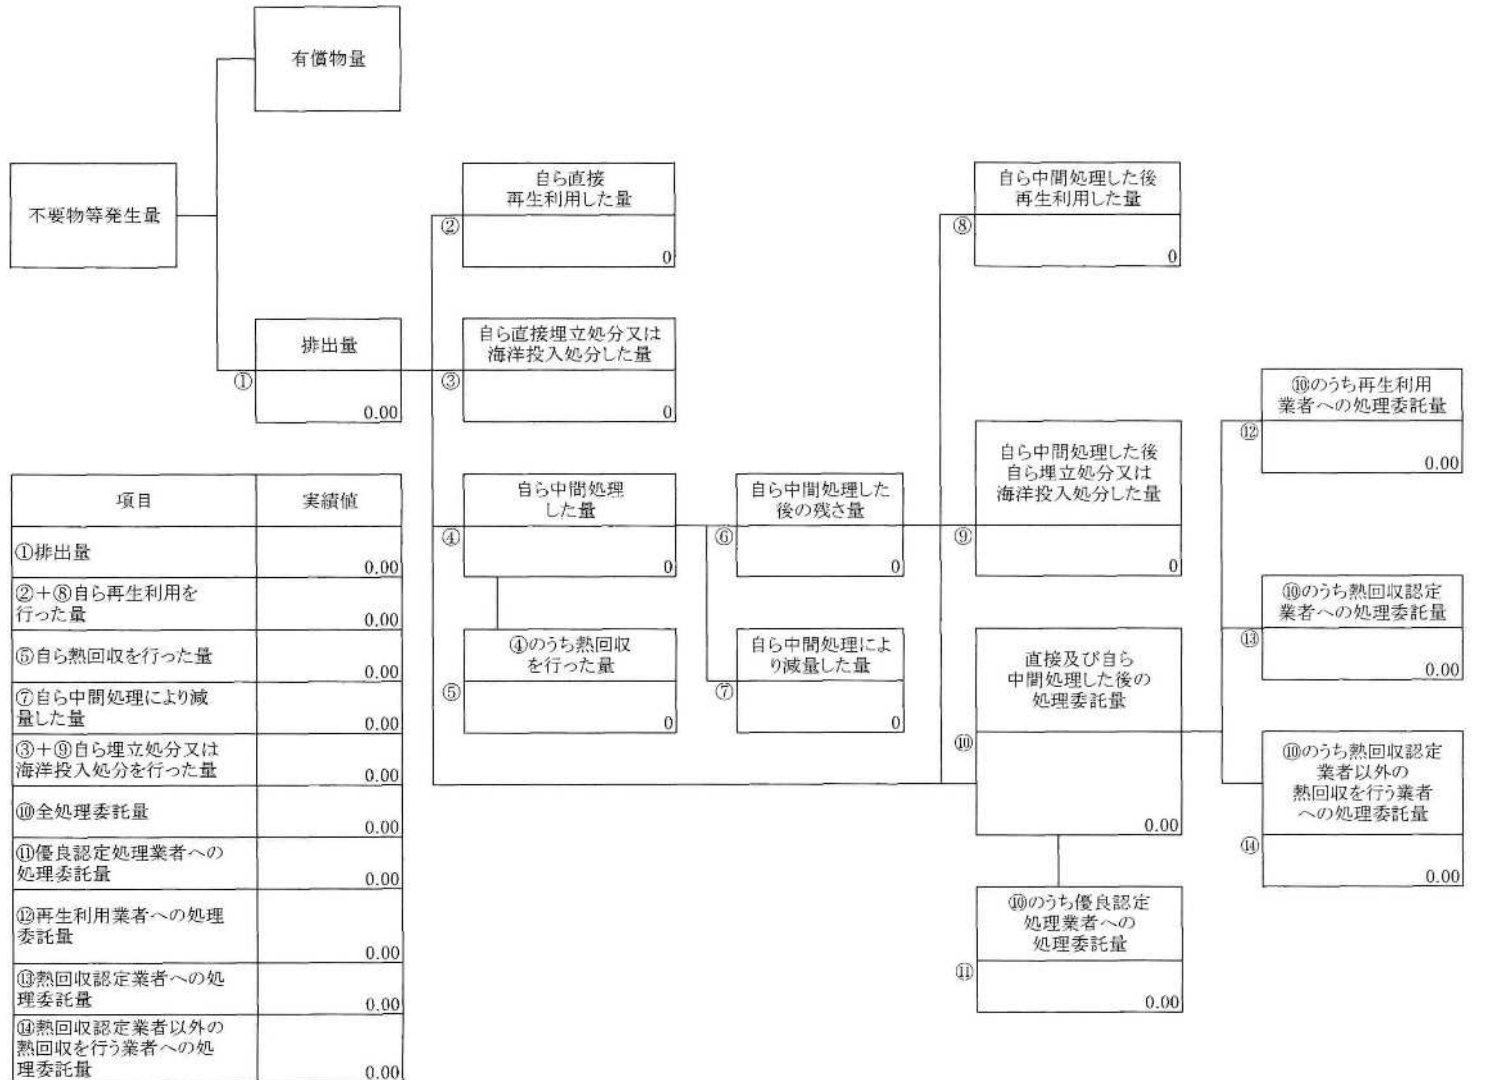 有償物量
不要物等発生量
排出量
①
0.00
自ら直接
再生利用した量
②
0
自ら直接埋立処分又は
海洋投入処分した量
③
0
自ら中間処理
した量
④
0
④のうち熱回収
を行った量
⑤
0
自ら中間処理した
後の残さ量
⑥
0
自ら中間処理によ
り減量した量
⑦
0
自ら中間処理した後
再生利用した量
⑧
0
自ら中間処理した後
自ら埋立処分又は
海洋投入処分した量
⑨
0
直接及び自ら
中間処理した後の
処理委託量
⑩
0.00
⑩のうち優良認定
処理業者への
処理委託量
⑪
0.00
⑩のうち再生利用
業者への処理委託量
⑫
0.00
⑩のうち熱回収認定
業者への処理委託量
⑬
0.00
⑩のうち熱回収認定
業者以外の
熱回収を行う業者
への処理委託量
⑭
0.00
項目 実績値
①排出量
0.00
②+⑧自ら再生利用を
行った量
0.00
⑤自ら熱回収を行った量
0.00
⑦自ら中間処理により減
量した量
0.00
③+⑨自ら埋立処分又は
海洋投入処分を行った量
0.00
⑩全処理委託量
0.00
⑪優良認定処理業者への
処理委託量
0.00
⑫再生利用業者への処理
委託量
0.00
⑬熱回収認定業者への処
理委託量
0.00
⑭熱回収認定業者以外の
熱回収を行う業者への処
理委託量
0.00